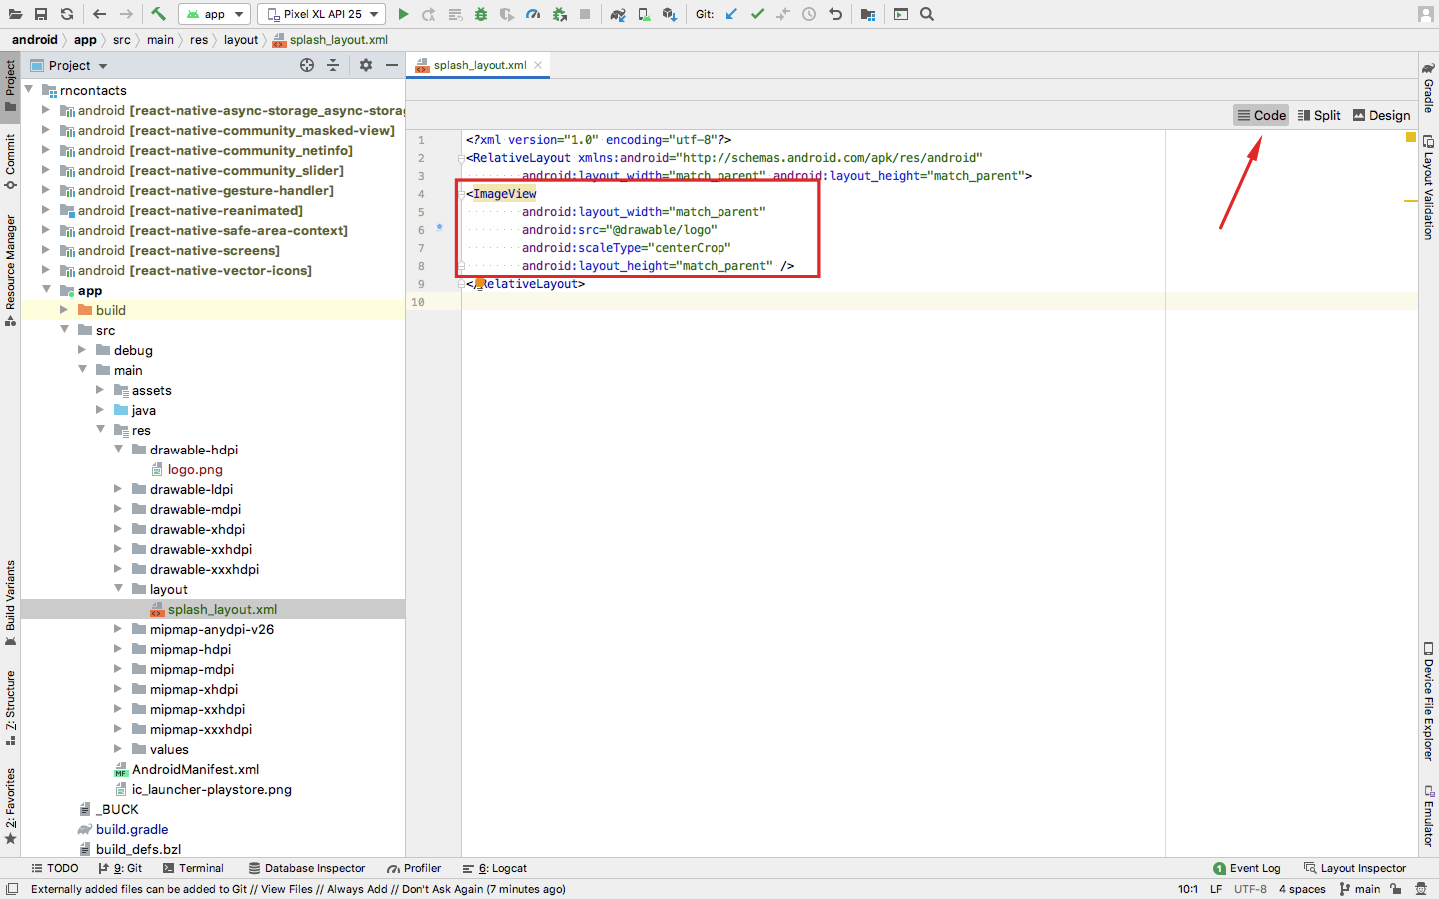 app
Pixel XL API 25
Git:
android app src main res layout splash_layout.xml
Project
splash_layout.xml
Code Split Design
rncontacts
android [react-native-async-storage_async-storag
android [react-native-community_masked-view]
android [react-native-community_netinfo]
android [react-native-community_slider]
android [react-native-gesture-handler]
android [react-native-reanimated]
android [react-native-safe-area-context]
android [react-native-screens]
android [react-native-vector-icons]
app
build
src
debug
main
assets
java
res
drawable-hdpi
logo.png
drawable-ldpi
drawable-mdpi
drawable-xhdpi
drawable-xxhdpi
drawable-xxxhdpi
layout
splash_layout.xml
mipmap-anydpi-v26
mipmap-hdpi
mipmap-mdpi
mipmap-xhdpi
mipmap-xxhdpi
mipmap-xxxhdpi
values
AndroidManifest.xml
ic_launcher-playstore.png
_BUCK
build.gradle
build_defs.bzl
1 <?xml version="1.0" encoding="utf-8"?>
2 <RelativeLayout xmlns:android="http://schemas.android.com/apk/res/android"
3 android:layout_width="match_parent" android:layout_height="match_parent">
4 <ImageView
5 android:layout_width="match_parent"
6 android:src="@drawable/logo"
7 android:scaleType="centerCrop"
8 android:layout_height="match_parent" />
9 </RelativeLayout>
10
Project
Commit
Resource Manager
Build Variants
7: Structure
2: Favorites
Gradle
Layout Validation
Device File Explorer
Emulator
TODO 9: Git Terminal Database Inspector Profiler 6: Logcat 1 Event Log Layout Inspector
Externally added files can be added to Git // View Files // Always Add // Don't Ask Again (7 minutes ago) 10:1 LF UTF-8 4 spaces main